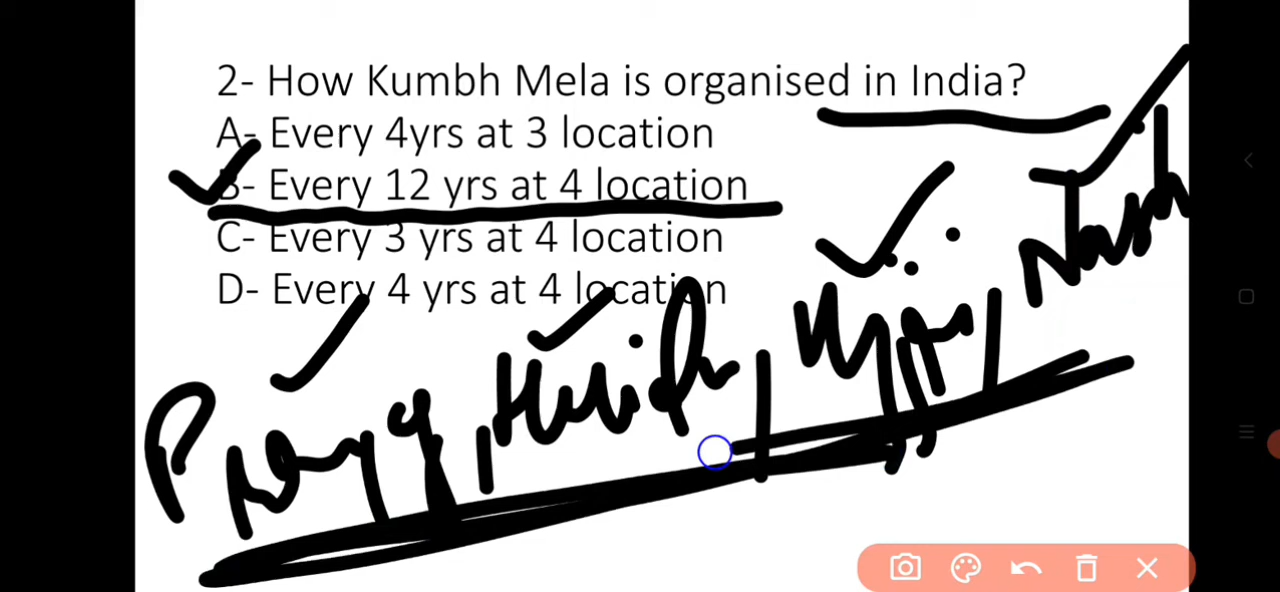 2- How Kumbh Mela is organised in India?
A- Every 4yrs at 3 location
B- Every 12 yrs at 4 location
C- Every 3 yrs at 4 location
D- Every 4 yrs at 4 location